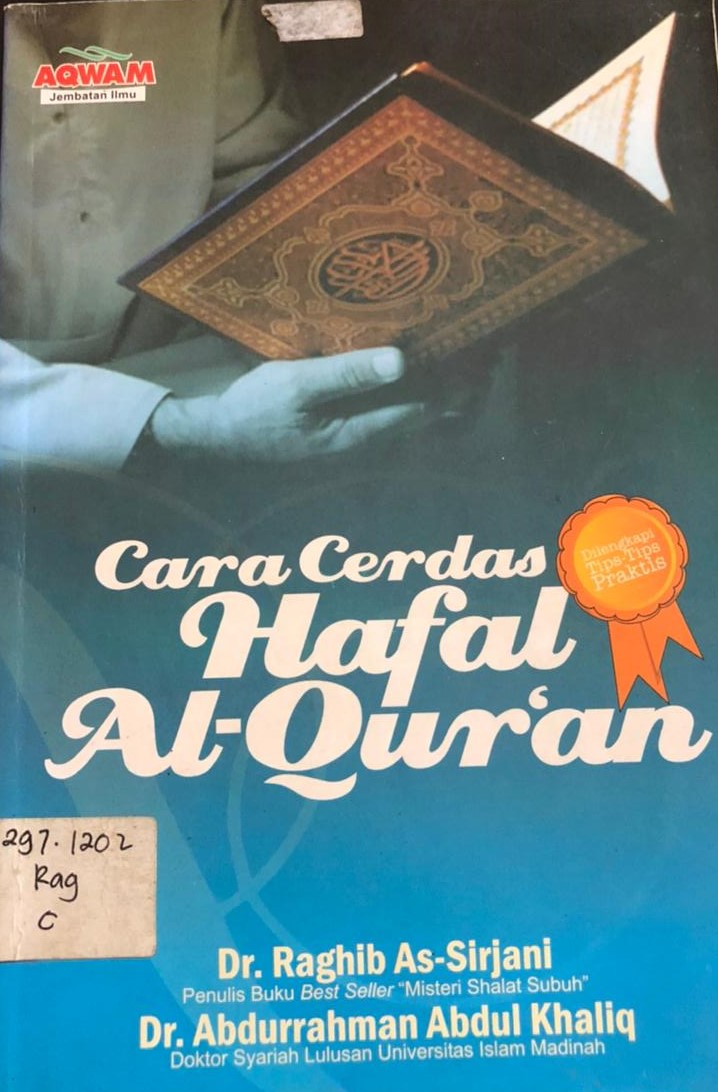 AQWAM
Jembatan Ilmu
Cara Cerdas
Hafal
Al-Qur'an
Dilengkapi
Tips-Tips
Praktis
297.1202
Rag
C
Dr. Raghib As-Sirjani
Penulis Buku Best Seller "Misteri Shalat Subuh"
Dr. Abdurrahman Abdul Khaliq
Doktor Syariah Lulusan Universitas Islam Madinah